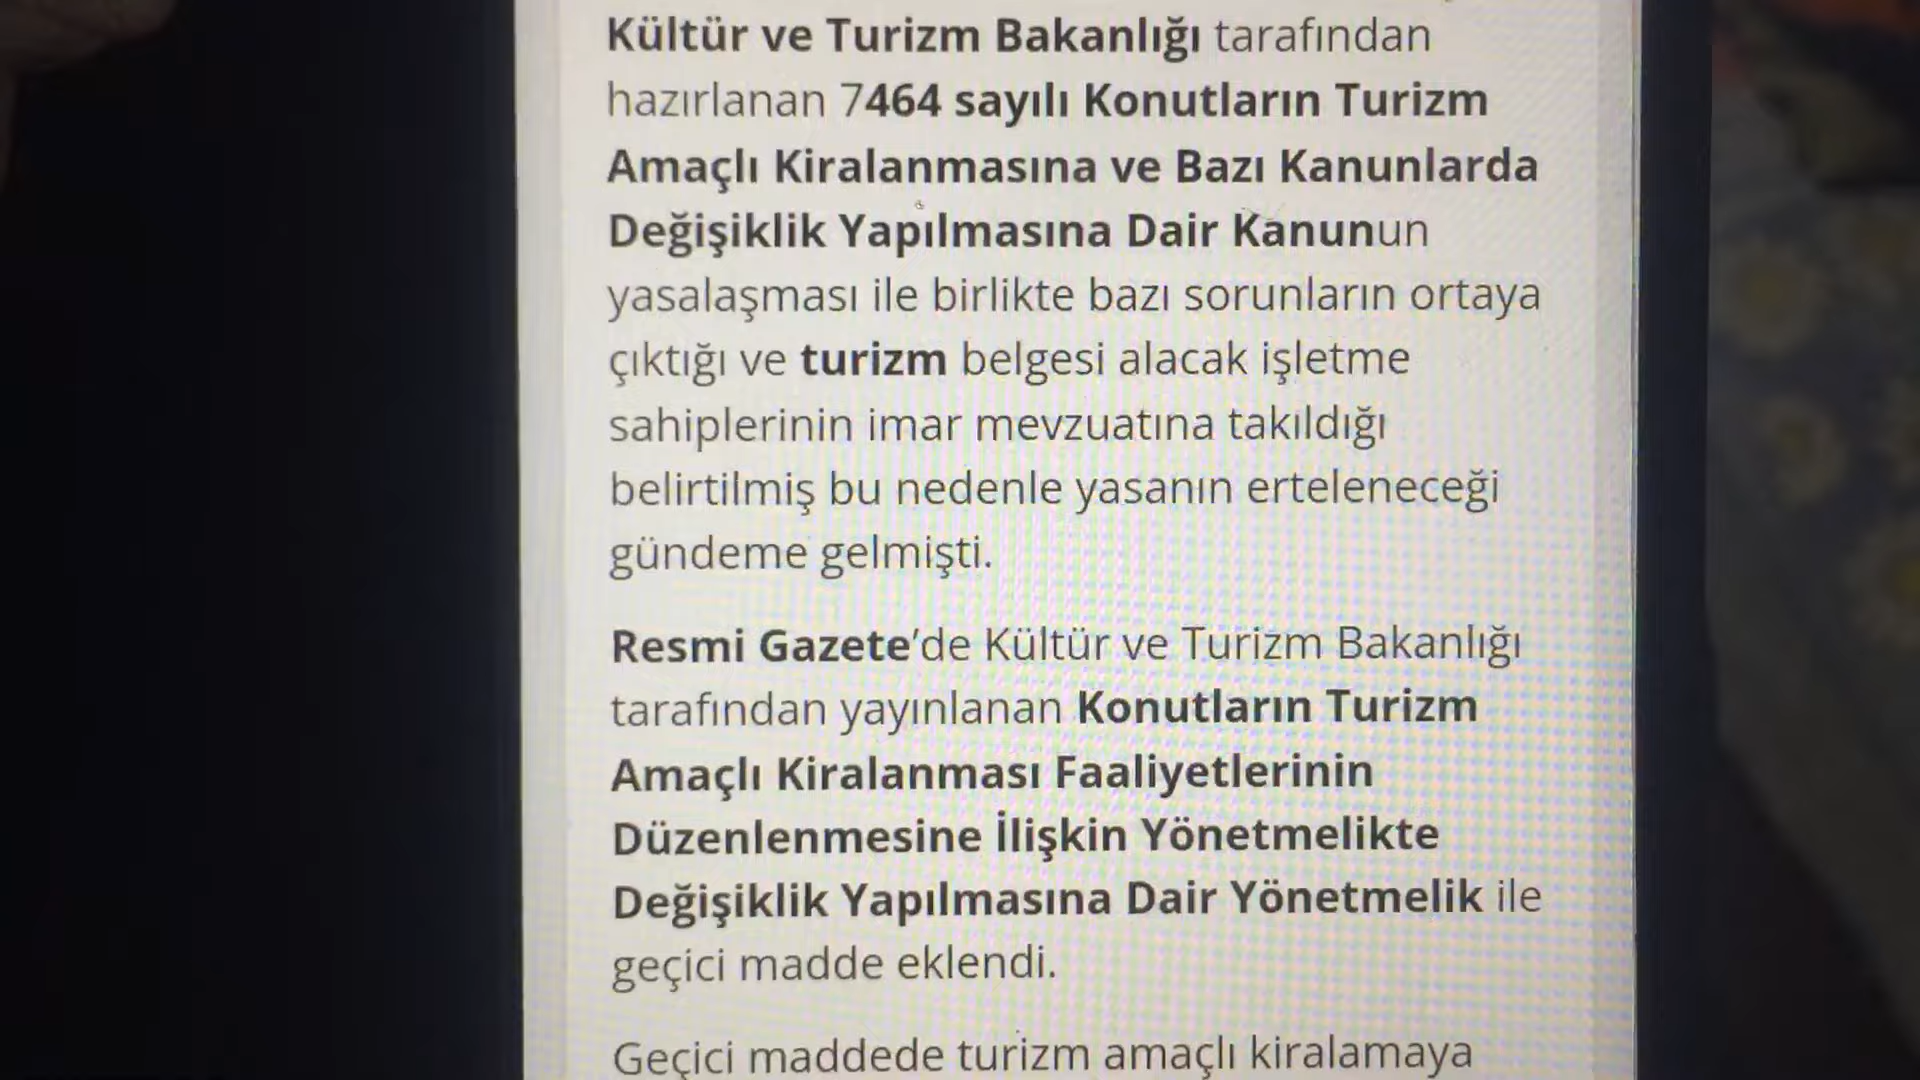 Kültür ve Turizm Bakanlığı tarafından
hazırlanan 7464 sayılı Konutların Turizm
Amaçlı Kiralanmasına ve Bazı Kanunlarda
Değişiklik Yapılmasına Dair Kanunun
yasalaşması ile birlikte bazı sorunların ortaya
çıktığı ve turizm belgesi alacak işletme
sahiplerinin imar mevzuatına takıldığı
belirtilmiş bu nedenle yasanın erteleneceği
gündeme gelmişti.
Resmi Gazete’de Kültür ve Turizm Bakanlığı
tarafından yayınlanan Konutların Turizm
Amaçlı Kiralanması Faaliyetlerinin
Düzenlenmesine İlişkin Yönetmelikte
Değişiklik Yapılmasına Dair Yönetmelik ile
geçici madde eklendi.
Geçici maddede turizm amaçlı kiralamaya